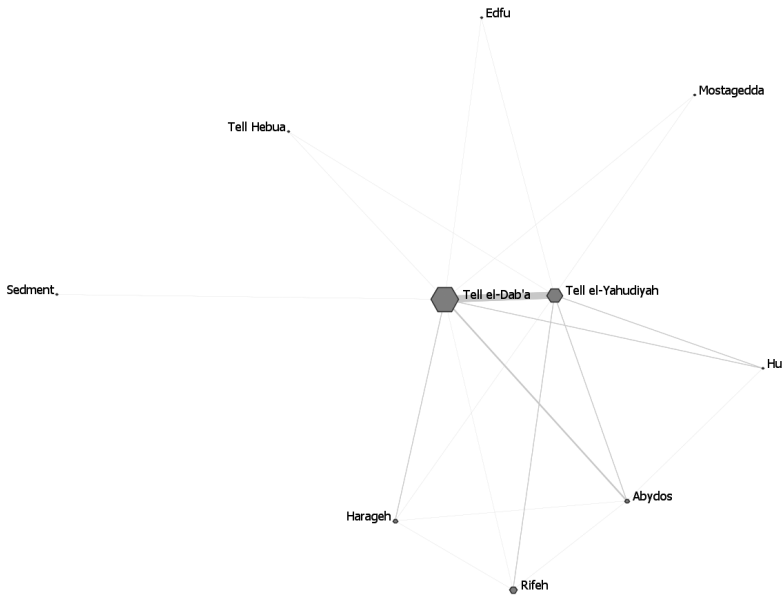 Edfu
Mostagedda
Tell Hebua
Sedment
Tell el-Dab'a
Tell el-Yahudiyah
Hu
Abydos
Harageh
Rifeh